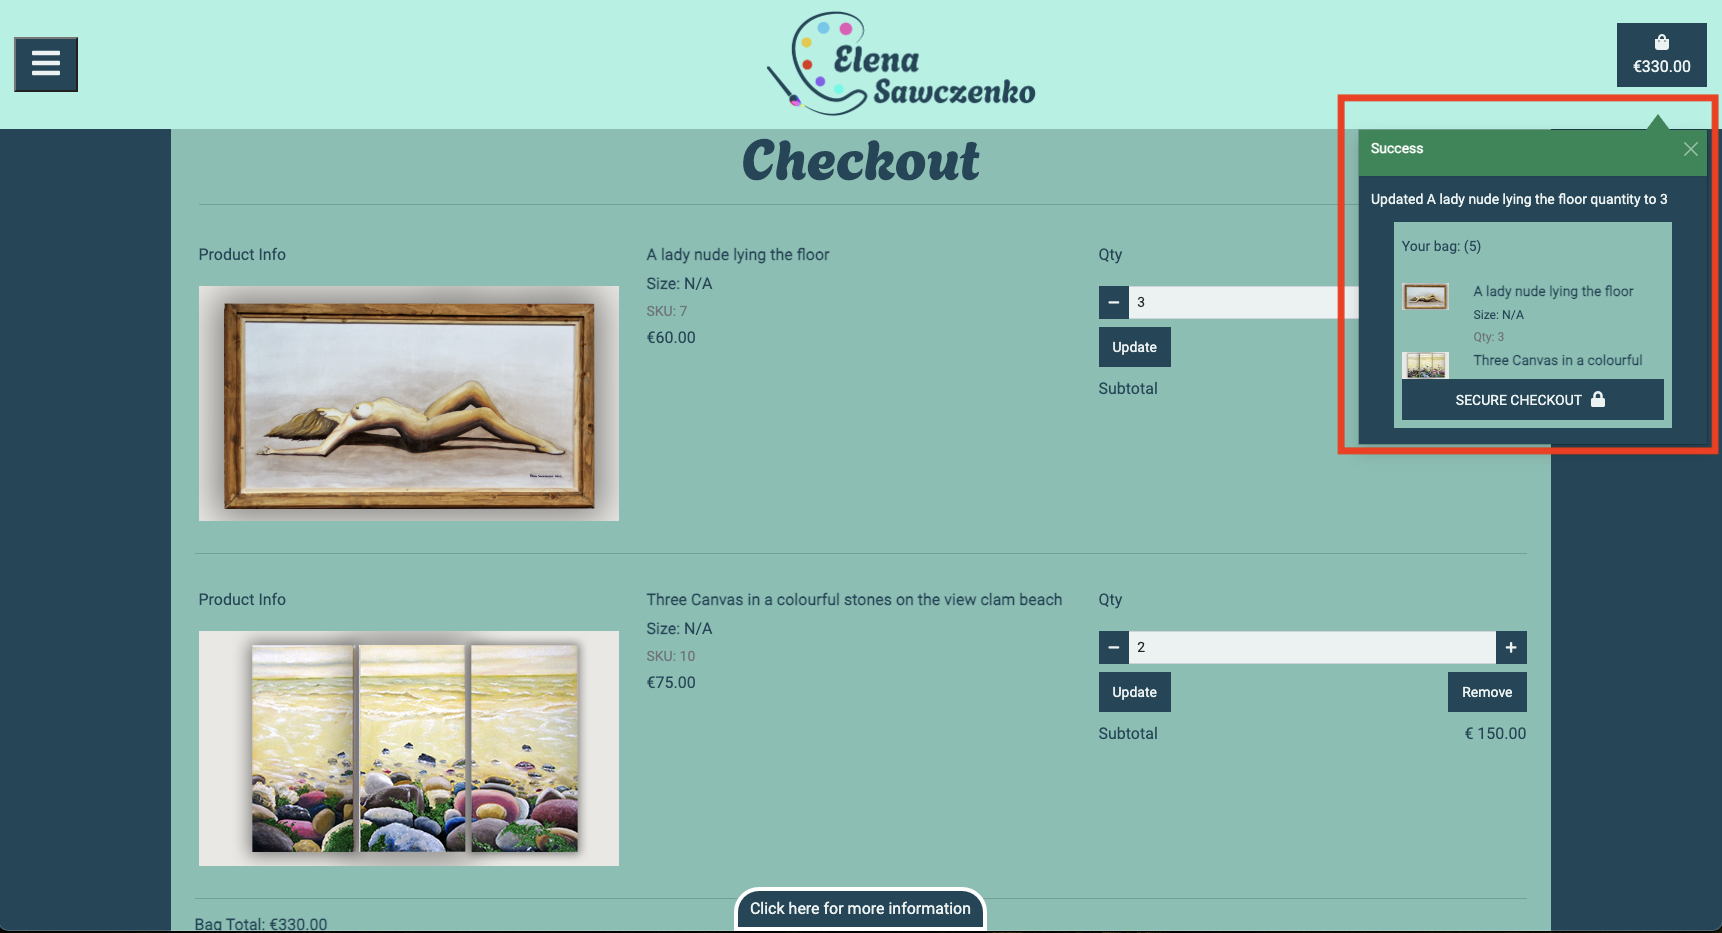 Elena
Sawczenko
€330.00
Checkout
Success
Updated A lady nude lying the floor quantity to 3
Your bag: (5)
A lady nude lying the floor
Size: N/A
Qty: 3
Three Canvas in a colourful
SECURE CHECKOUT
Product Info
A lady nude lying the floor
Size: N/A
SKU: 7
€60.00
Qty
3
Update
Subtotal
Product Info
Three Canvas in a colourful stones on the view clam beach
Size: N/A
SKU: 10
€75.00
Qty
2
Update
Remove
Subtotal
€ 150.00
Bag Total: €330.00
Click here for more information